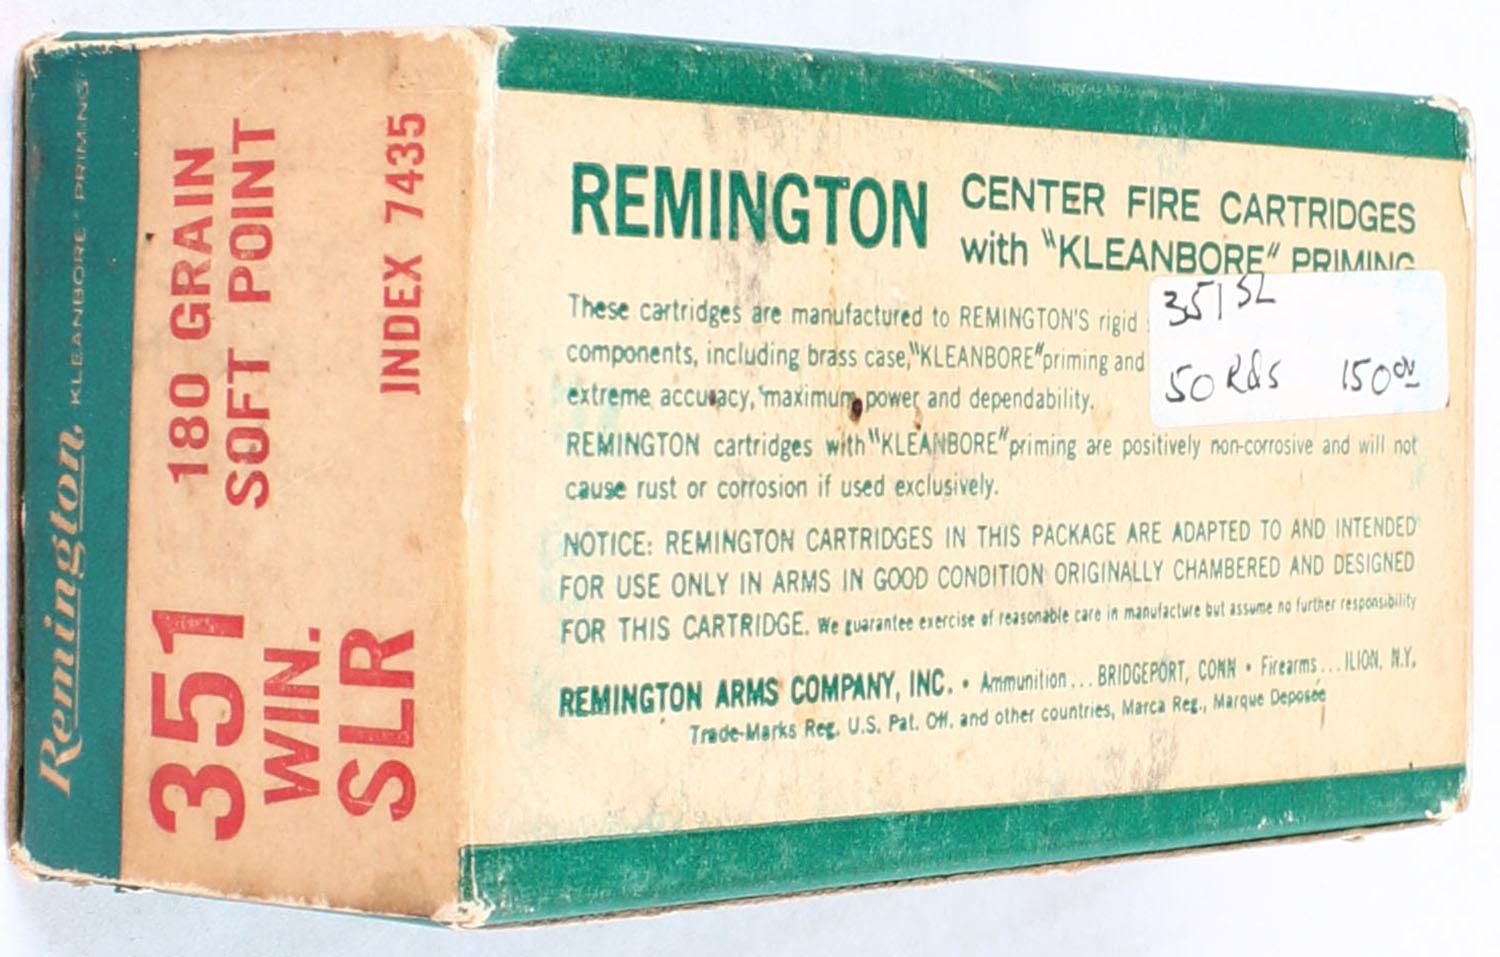 Remington. KLEANBORE PRIMING
351 180 GRAIN
WIN. SOFT POINT
SLR
INDEX 7435
REMINGTON CENTER FIRE CARTRIDGES
with "KLEANBORE" PRIMING
These cartridges are manufactured to REMINGTON'S rigid
components, including brass case, "KLEANBORE" priming and
extreme accuracy, maximum power and dependability.
REMINGTON cartridges with "KLEANBORE" priming are positively non-corrosive and will not
cause rust or corrosion if used exclusively.
NOTICE: REMINGTON CARTRIDGES IN THIS PACKAGE ARE ADAPTED TO AND INTENDED
FOR USE ONLY IN ARMS IN GOOD CONDITION ORIGINALLY CHAMBERED AND DESIGNED
FOR THIS CARTRIDGE. We guarantee exercise of reasonable care in manufacture but assume no further responsibility
REMINGTON ARMS COMPANY, INC. • Ammunition... BRIDGEPORT, CONN • Firearms... ILION, N.Y.
Trade-Marks Reg. U.S. Pat. Off. and other countries, Marca Reg., Marque Deposée
351 SL
50 Rds 150.00